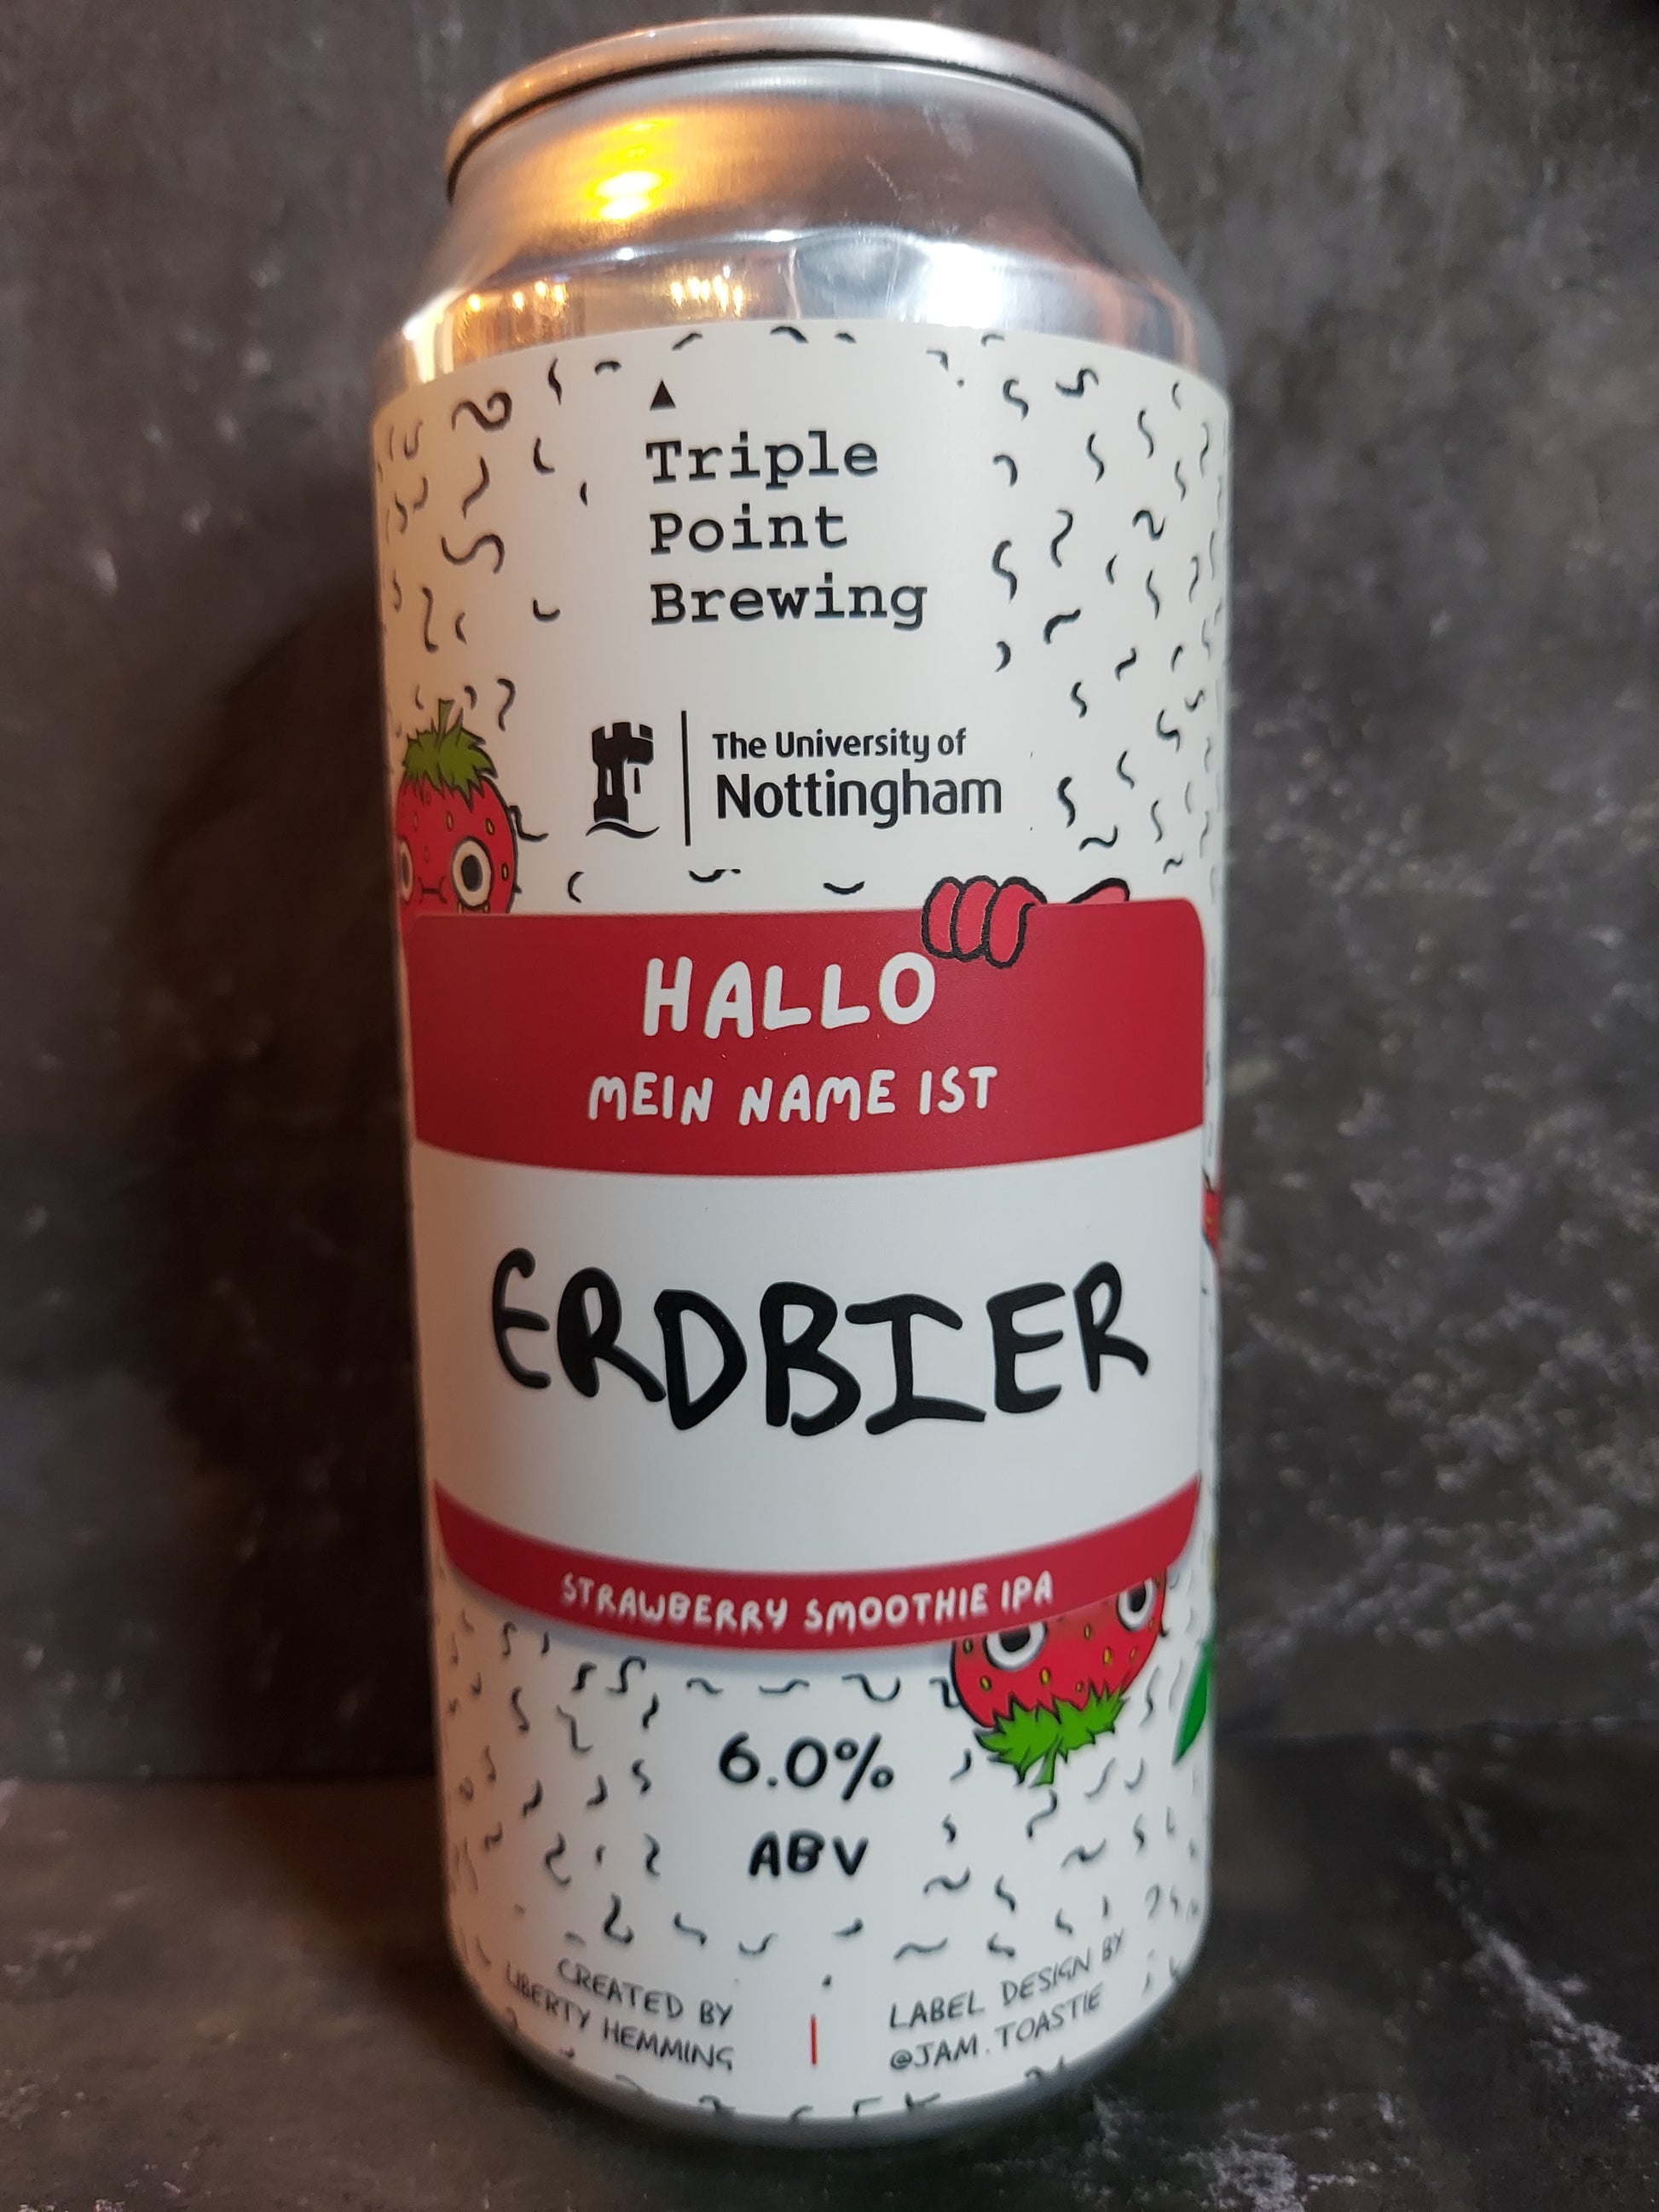 Triple
Point
Brewing
The University of
Nottingham
HALLO
MEIN NAME IST
ERDBIER
STRAWBERRY SMOOTHIE IPA
6.0%
ABV
CREATED BY
LIBERTY HEMMING
LABEL DESIGN BY
@JAM.TOASTIE